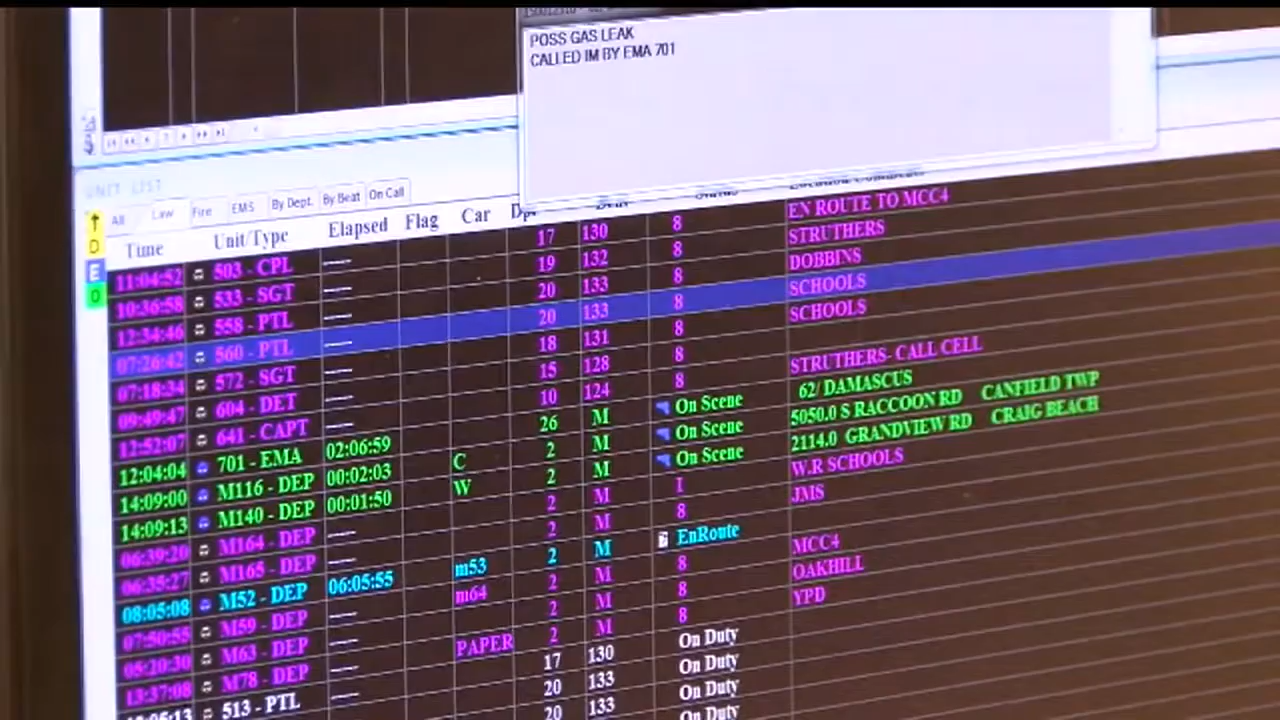 POSS GAS LEAK
CALLED IM BY EMA 701
UNIT LIST
All Law Fire EMS By Dept. By Beat On Call
Time Unit/Type Elapsed Flag Car
11:04:52 503 - CPL ---- 17 130 8 EN ROUTE TO MCC4
10:36:58 533 - SGT ---- 19 132 8 STRUTHERS
12:34:46 558 - PTL ---- 20 133 8 DOBBINS
07:26:42 560 - PTL ---- 20 133 8 SCHOOLS
07:18:34 572 - SGT ---- 18 131 8 SCHOOLS
09:49:47 604 - DET ---- 15 128 8
12:52:07 641 - CAPT ---- 10 124 8 STRUTHERS- CALL CELL
12:04:04 701 - EMA 02:06:59 26 M On Scene 62/ DAMASCUS
14:09:00 M116 - DEP 00:02:03 C 2 M On Scene 5050.0 S RACCOON RD CANFIELD TWP
14:09:13 M140 - DEP 00:01:50 W 2 M On Scene 2114.0 GRANDVIEW RD CRAIG BEACH
06:39:20 M164 - DEP ---- 2 M I W.R SCHOOLS
06:35:27 M165 - DEP ---- 2 M 8 JMS
08:05:08 M52 - DEP 06:05:55 m53 2 M EnRoute
07:50:55 M59 - DEP ---- m64 2 M 8 MCC4
05:20:30 M63 - DEP ---- 2 M 8 OAKHILL
13:37:08 M78 - DEP ---- PAPER 2 M 8 YPD
513 - PTL ---- 17 130 On Duty
20 133 On Duty
20 133 On Duty
On Duty